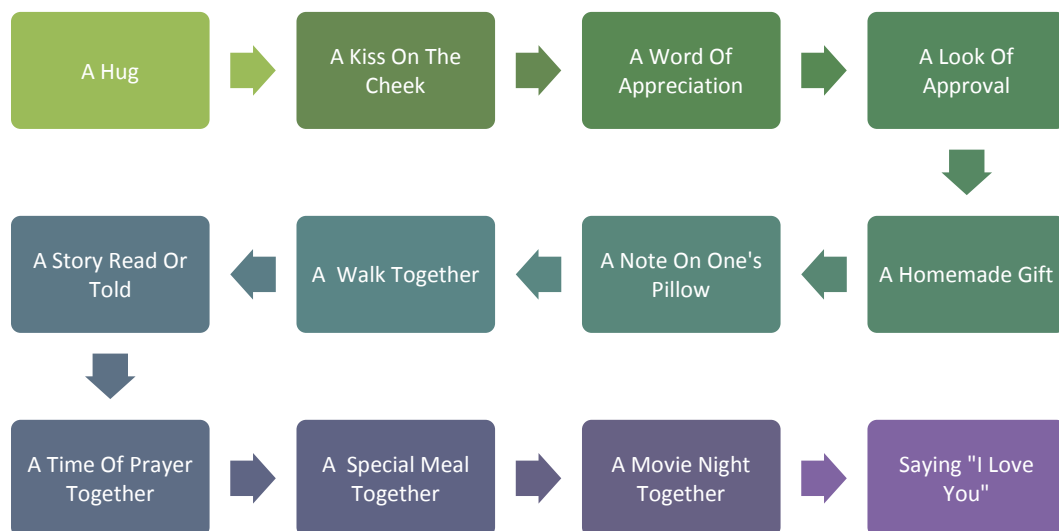 A Hug
A Kiss On The
Cheek
A Word Of
Appreciation
A Look Of
Approval
A Homemade Gift
A Note On One's
Pillow
A  Walk Together
A Story Read Or
Told
A Time Of Prayer
Together
A  Special Meal
Together
A Movie Night
Together
Saying "I Love
You"